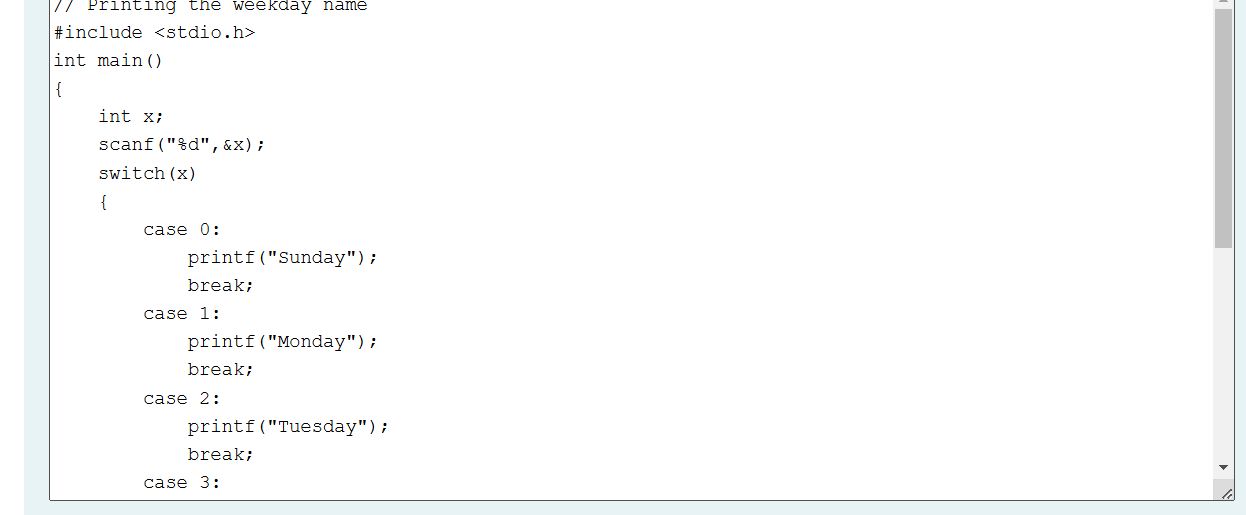 // Printing the weekday name
#include <stdio.h>
int main()
{
    int x;
    scanf("%d",&x);
    switch(x)
    {
        case 0:
            printf("Sunday");
            break;
        case 1:
            printf("Monday");
            break;
        case 2:
            printf("Tuesday");
            break;
        case 3: